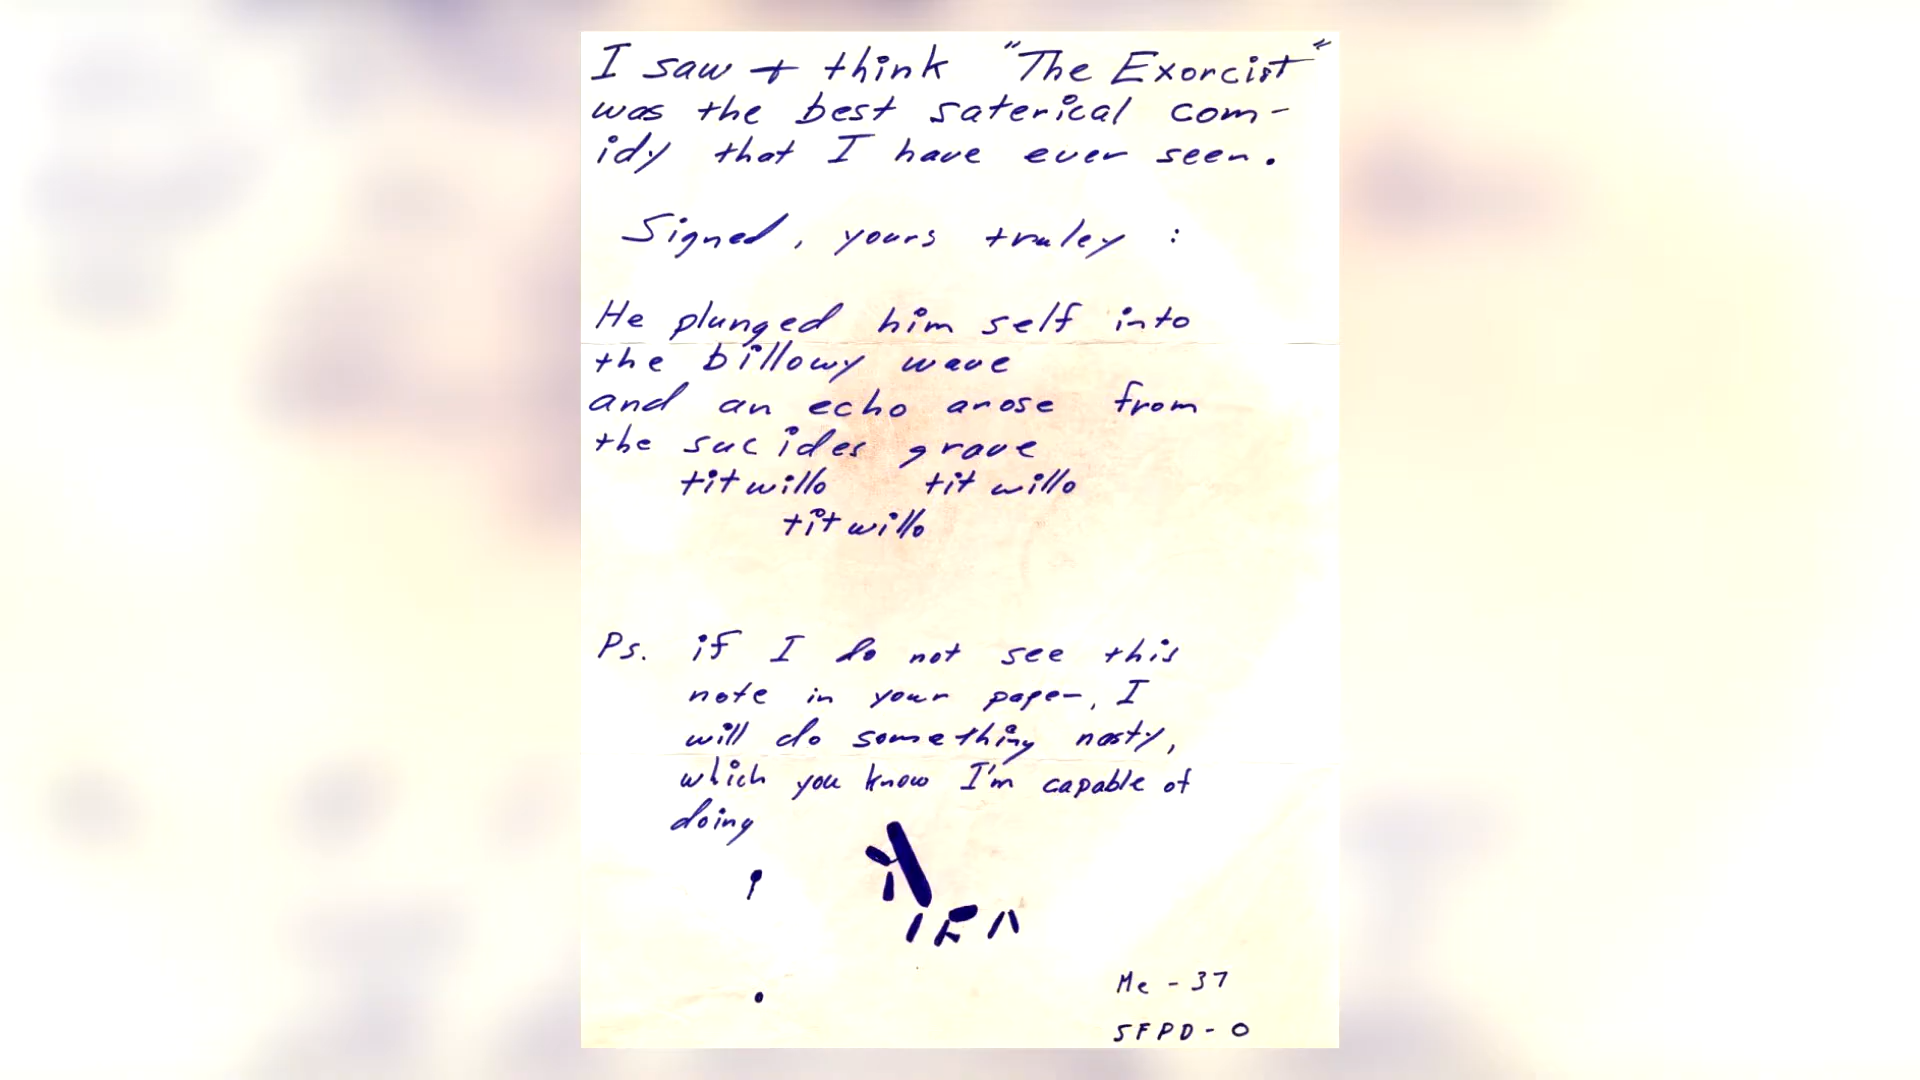 I saw + think "The Exorcist"
was the best saterical com-
idy that I have ever seen.
Signed, yours truley :
He plunged him self into
the billowy wave
and an echo arose from
the sucides grave
tit willo tit willo
tit willo
Ps. if I do not see this
note in your paper, I
will do something nasty,
which you know I'm capable of
doing
Me - 37
SFPD - 0